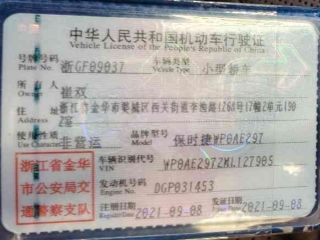 中华人民共和国机动车行驶证
Vehicle License of the People's Republic of China
号牌号码 浙GF09037 车辆类型 小型轿车
Plate No. Vehicle Type
所有人 崔双
Owner
住址 浙江省金华市婺城区西关街道李渔路1268号17幢2单元190
2室
使用性质 非营运 品牌型号 保时捷WP0AE297
Use Character
浙江省金华 车辆识别代号 WP0AE2972ML127905
VIN
市公安局交 发动机号码 DGP031453
Engine No.
通警察支队 注册日期 2021-09-08 发证日期 2021-09-08
Register Date Issue Date